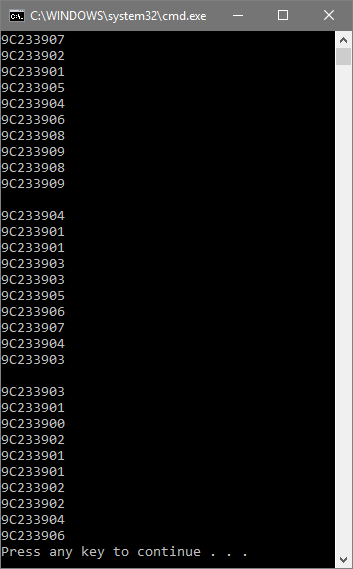 C:\WINDOWS\system32\cmd.exe
9C233907
9C233902
9C233901
9C233905
9C233904
9C233906
9C233908
9C233909
9C233908
9C233909
9C233904
9C233901
9C233901
9C233903
9C233903
9C233905
9C233906
9C233907
9C233904
9C233903
9C233903
9C233901
9C233900
9C233902
9C233901
9C233901
9C233902
9C233902
9C233904
9C233906
Press any key to continue . . .